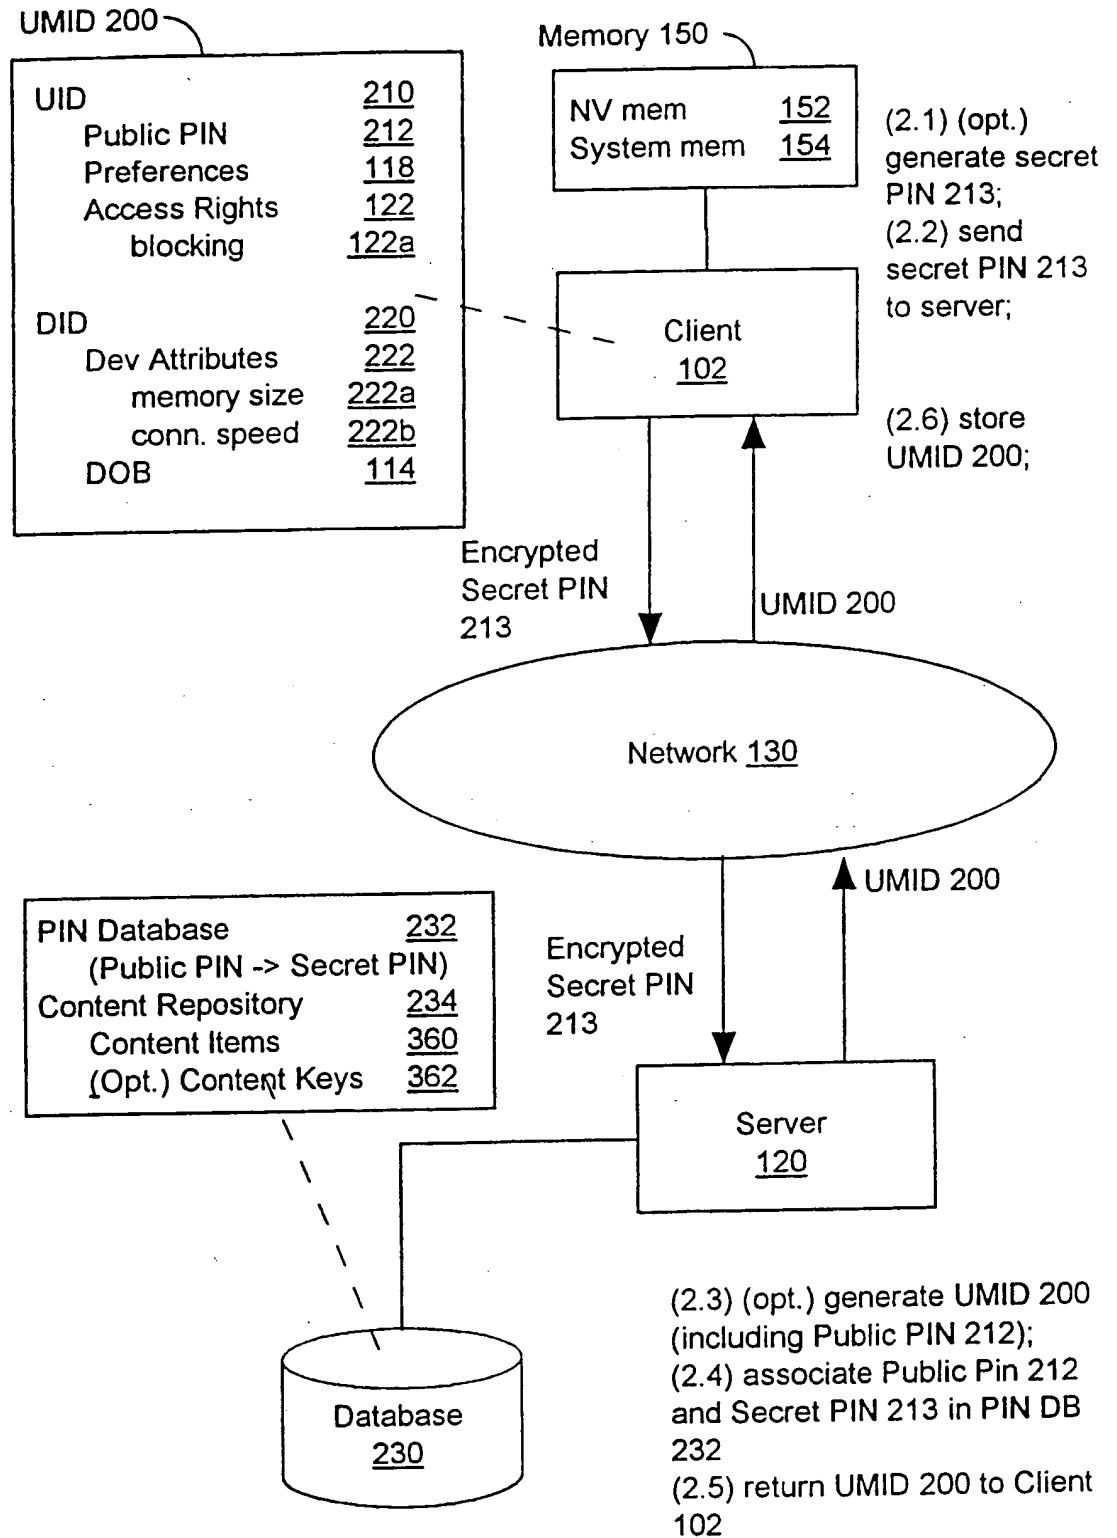 UMID 200
UID 210
Public PIN 212
Preferences 118
Access Rights 122
blocking 122a
DID 220
Dev Attributes 222
memory size 222a
conn. speed 222b
DOB 114
Memory 150
NV mem 152
System mem 154
(2.1) (opt.)
generate secret
PIN 213;
(2.2) send
secret PIN 213
to server;
Client
102
(2.6) store
UMID 200;
Encrypted
Secret PIN
213
UMID 200
Network 130
UMID 200
Encrypted
Secret PIN
213
PIN Database 232
(Public PIN -> Secret PIN)
Content Repository 234
Content Items 360
(Opt.) Content Keys 362
Server
120
Database
230
(2.3) (opt.) generate UMID 200
(including Public PIN 212);
(2.4) associate Public Pin 212
and Secret PIN 213 in PIN DB
232
(2.5) return UMID 200 to Client
102